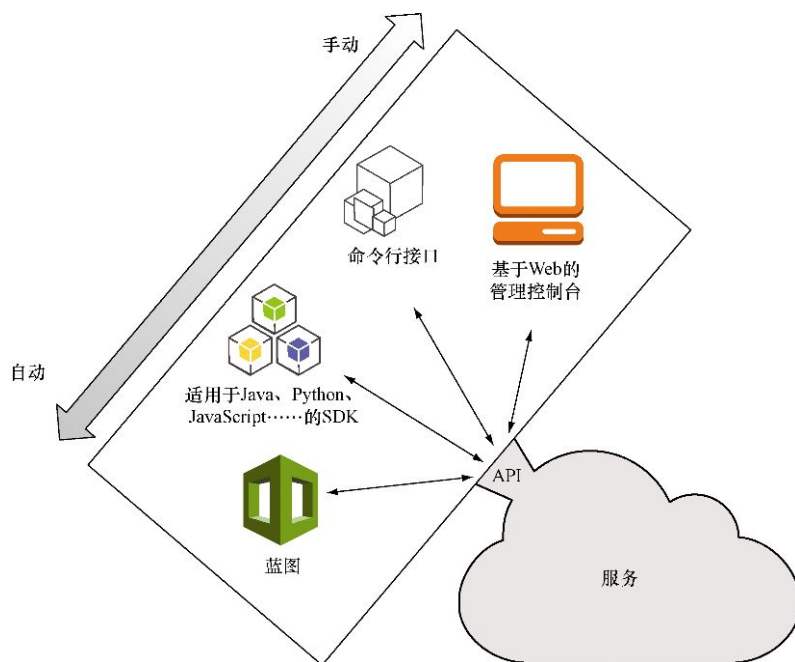 手动
命令行接口
基于Web的
管理控制台
自动
适用于Java、Python、
JavaScript……的SDK
API
蓝图
服务